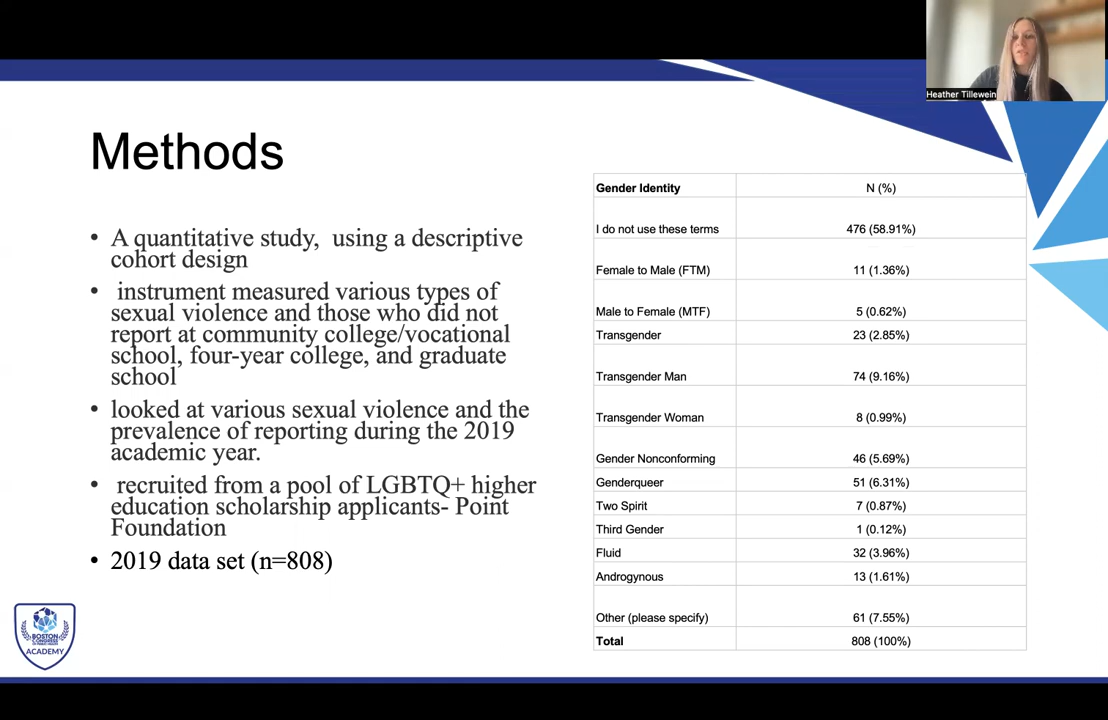 Heather Tillewein
Methods
• A quantitative study, using a descriptive
cohort design
• instrument measured various types of
sexual violence and those who did not
report at community college/vocational
school, four-year college, and graduate
school
• looked at various sexual violence and the
prevalence of reporting during the 2019
academic year.
• recruited from a pool of LGBTQ+ higher
education scholarship applicants- Point
Foundation
• 2019 data set (n=808)
Gender Identity N (%)
I do not use these terms 476 (58.91%)
Female to Male (FTM) 11 (1.36%)
Male to Female (MTF) 5 (0.62%)
Transgender 23 (2.85%)
Transgender Man 74 (9.16%)
Transgender Woman 8 (0.99%)
Gender Nonconforming 46 (5.69%)
Genderqueer 51 (6.31%)
Two Spirit 7 (0.87%)
Third Gender 1 (0.12%)
Fluid 32 (3.96%)
Androgynous 13 (1.61%)
Other (please specify) 61 (7.55%)
Total 808 (100%)
BOSTON
CONGRESS
ACADEMY